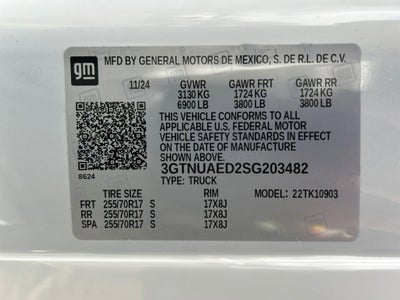 gm
MFD BY GENERAL MOTORS DE MEXICO, S. DE R.L. DE C.V.
11/24 GVWR GAWR FRT GAWR RR
3130 KG 1724 KG 1724 KG
6900 LB 3800 LB 3800 LB
THIS VEHICLE CONFORMS TO ALL
APPLICABLE U.S. FEDERAL MOTOR
VEHICLE SAFETY STANDARDS IN EFFECT
ON THE DATE OF MANUFACTURE
SHOWN ABOVE.
8624
3GTNUAED2SG203482
TYPE: TRUCK
TIRE SIZE RIM MODEL: 22TK10903
FRT 255/70R17 S 17X8J
RR 255/70R17 S 17X8J
SPA 255/70R17 S 17X8J